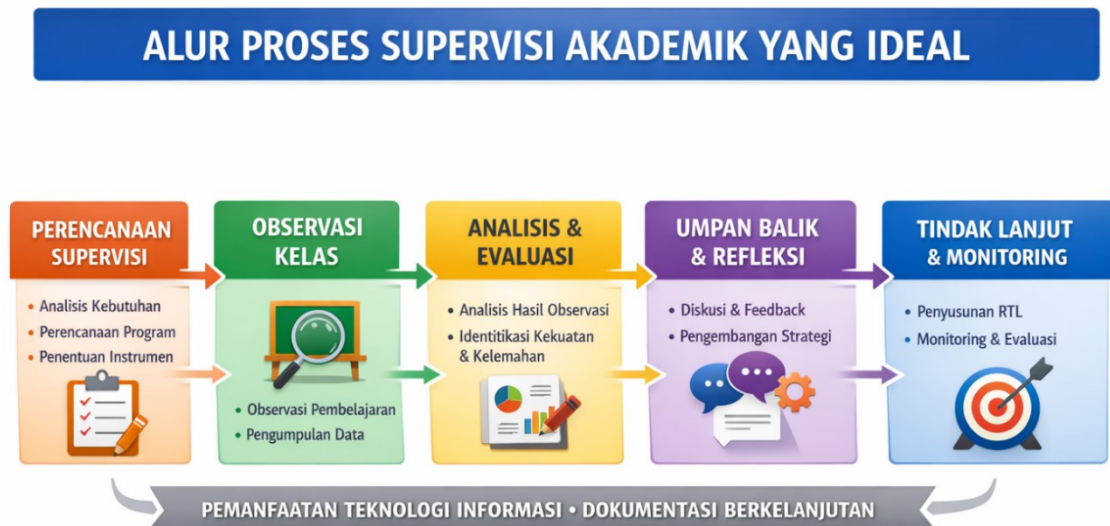 ALUR PROSES SUPERVISI AKADEMIK YANG IDEAL
PERENCANAAN
SUPERVISI
• Analisis Kebutuhan
• Perencanaan Program
• Penentuan Instrumen
OBSERVASI
KELAS
• Observasi Pembelajaran
• Pengumpulan Data
ANALISIS &
EVALUASI
• Analisis Hasil Observasi
• Identitikasi Kekuatan
& Kelemahan
UMPAN BALIK
& REFLEKSI
• Diskusi & Feedback
• Pengembangan Strategi
TINDAK LANJUT
& MONITORING
• Penyusunan RTL
• Monitoring & Evaluasi
PEMANFAATAN TEKNOLOGI INFORMASI • DOKUMENTASI BERKELANJUTAN